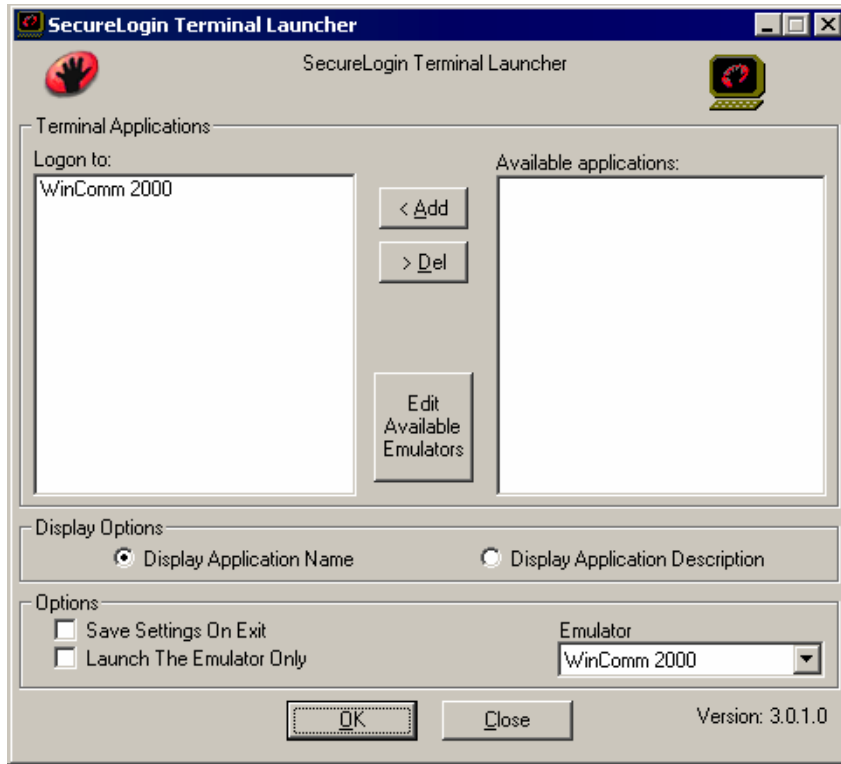 SecureLogin Terminal Launcher
SecureLogin Terminal Launcher
Terminal Applications
Logon to:
Available applications:
WinComm 2000
< Add
> Del
Edit
Available
Emulators
Display Options
Display Application Name
Display Application Description
Options
Save Settings On Exit
Launch The Emulator Only
Emulator
WinComm 2000
OK
Close
Version: 3.0.1.0